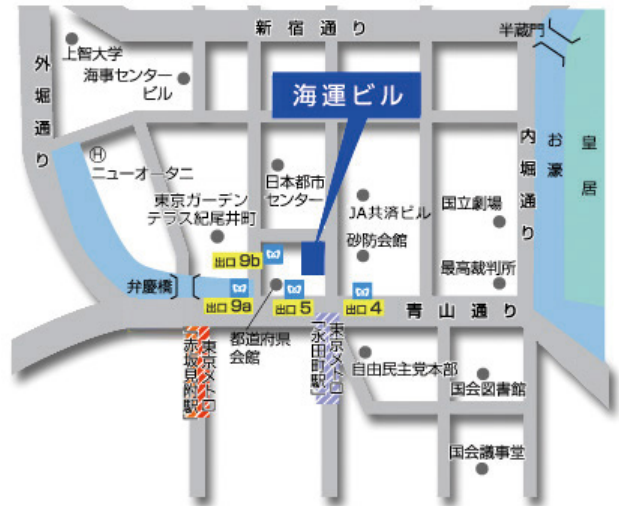 新宿通り
半蔵門
上智大学
海事センター
ビル
外堀通り
海運ビル
内堀通り
お濠
皇居
H
ニューオータニ
日本都市
センター
東京ガーデン
テラス紀尾井町
JA共済ビル
国立劇場
砂防会館
出口 9b
最高裁判所
弁慶橋
出口 9a
出口 5
出口 4
青山通り
都道府県
会館
東京メトロ
「赤坂見附駅」
東京メトロ
「永田町駅」
自由民主党本部
国会図書館
国会議事堂